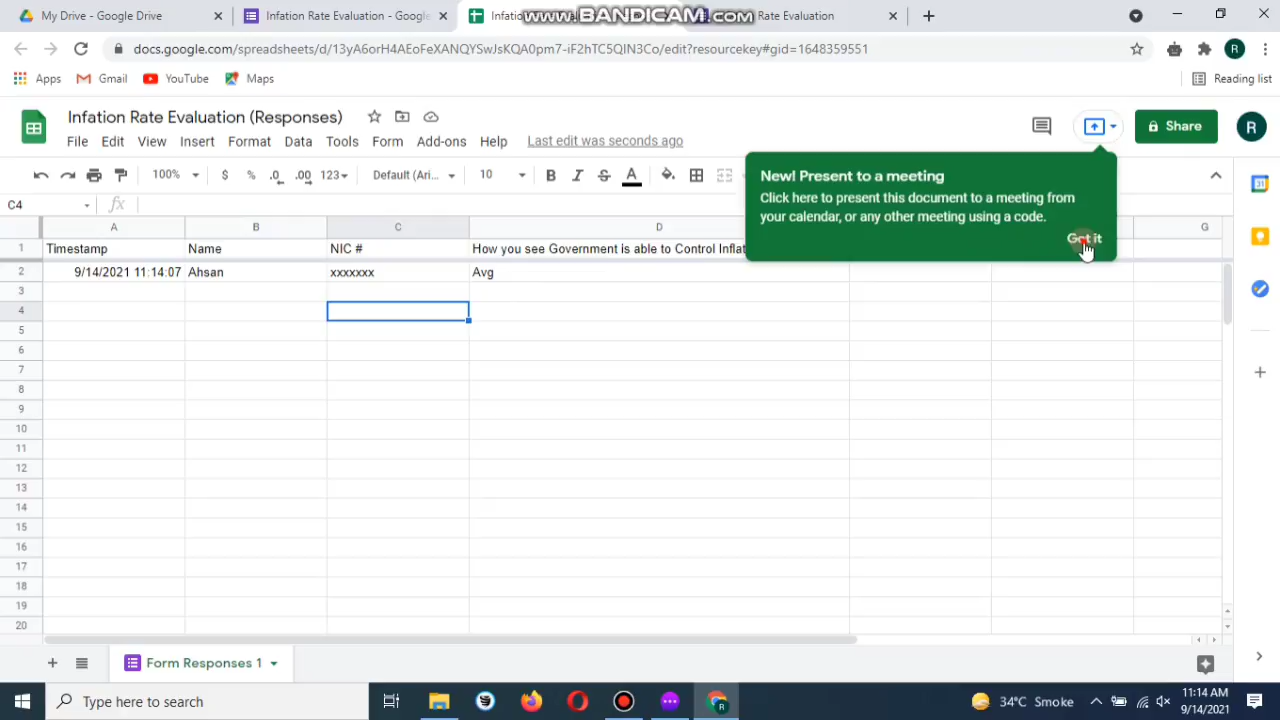 My Drive - Google Drive
Infation Rate Evaluation - Google
www.BANDICAM.com
Rate Evaluation
docs.google.com/spreadsheets/d/13yA6orH4AEoFeXANQYSwJsKQA0pm7-iF2hTC5QIN3Co/edit?resourcekey#gid=1648359551
R
Apps
Gmail
YouTube
Maps
Reading list
Infation Rate Evaluation (Responses)
Share
R
File Edit View Insert Format Data Tools Form Add-ons Help Last edit was seconds ago
100% $ % .0 .00 123 Default (Ari... 10 B I S A
New! Present to a meeting
Click here to present this document to a meeting from
your calendar, or any other meeting using a code.
Got it
C4 fx
A B C D G
1 Timestamp Name NIC # How you see Government is able to Control Inflat
2 9/14/2021 11:14:07 Ahsan xxxxxxx Avg
3
4
5
6
7
8
9
10
11
12
13
14
15
16
17
18
19
20
31
Form Responses 1
Type here to search
R
34°C Smoke
11:14 AM
9/14/2021